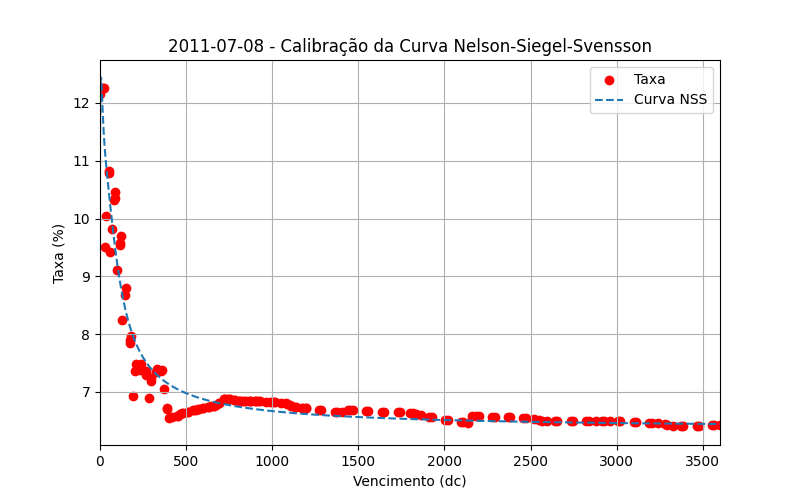 2011-07-08 - Calibração da Curva Nelson-Siegel-Svensson
Taxa
Curva NSS
Taxa (%)
12
11
10
9
8
7
0 500 1000 1500 2000 2500 3000 3500
Vencimento (dc)